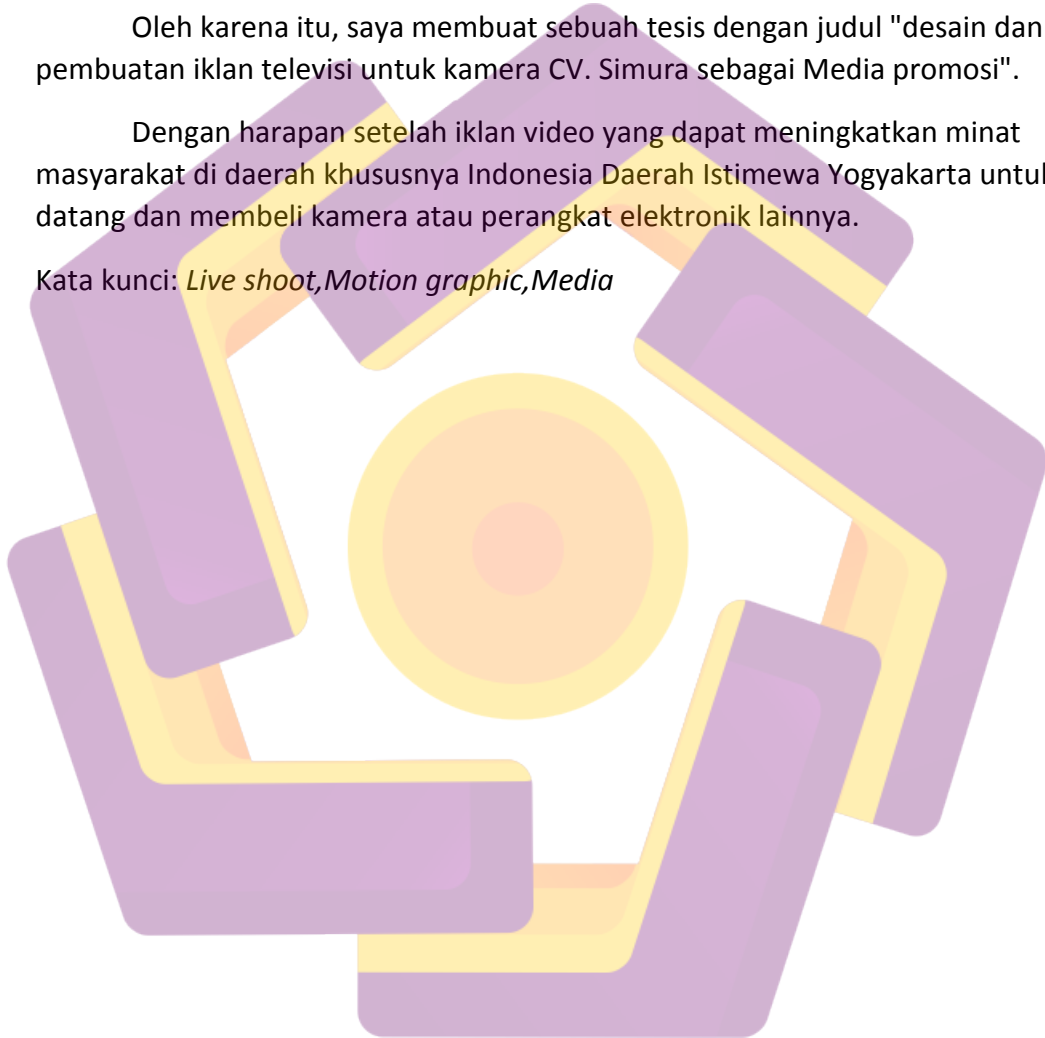 Oleh karena itu, saya membuat sebuah tesis dengan judul "desain dan
pembuatan iklan televisi untuk kamera CV. Simura sebagai Media promosi".
Dengan harapan setelah iklan video yang dapat meningkatkan minat
masyarakat di daerah khususnya Indonesia Daerah Istimewa Yogyakarta untuk
datang dan membeli kamera atau perangkat elektronik lainnya.
Kata kunci: Live shoot,Motion graphic,Media